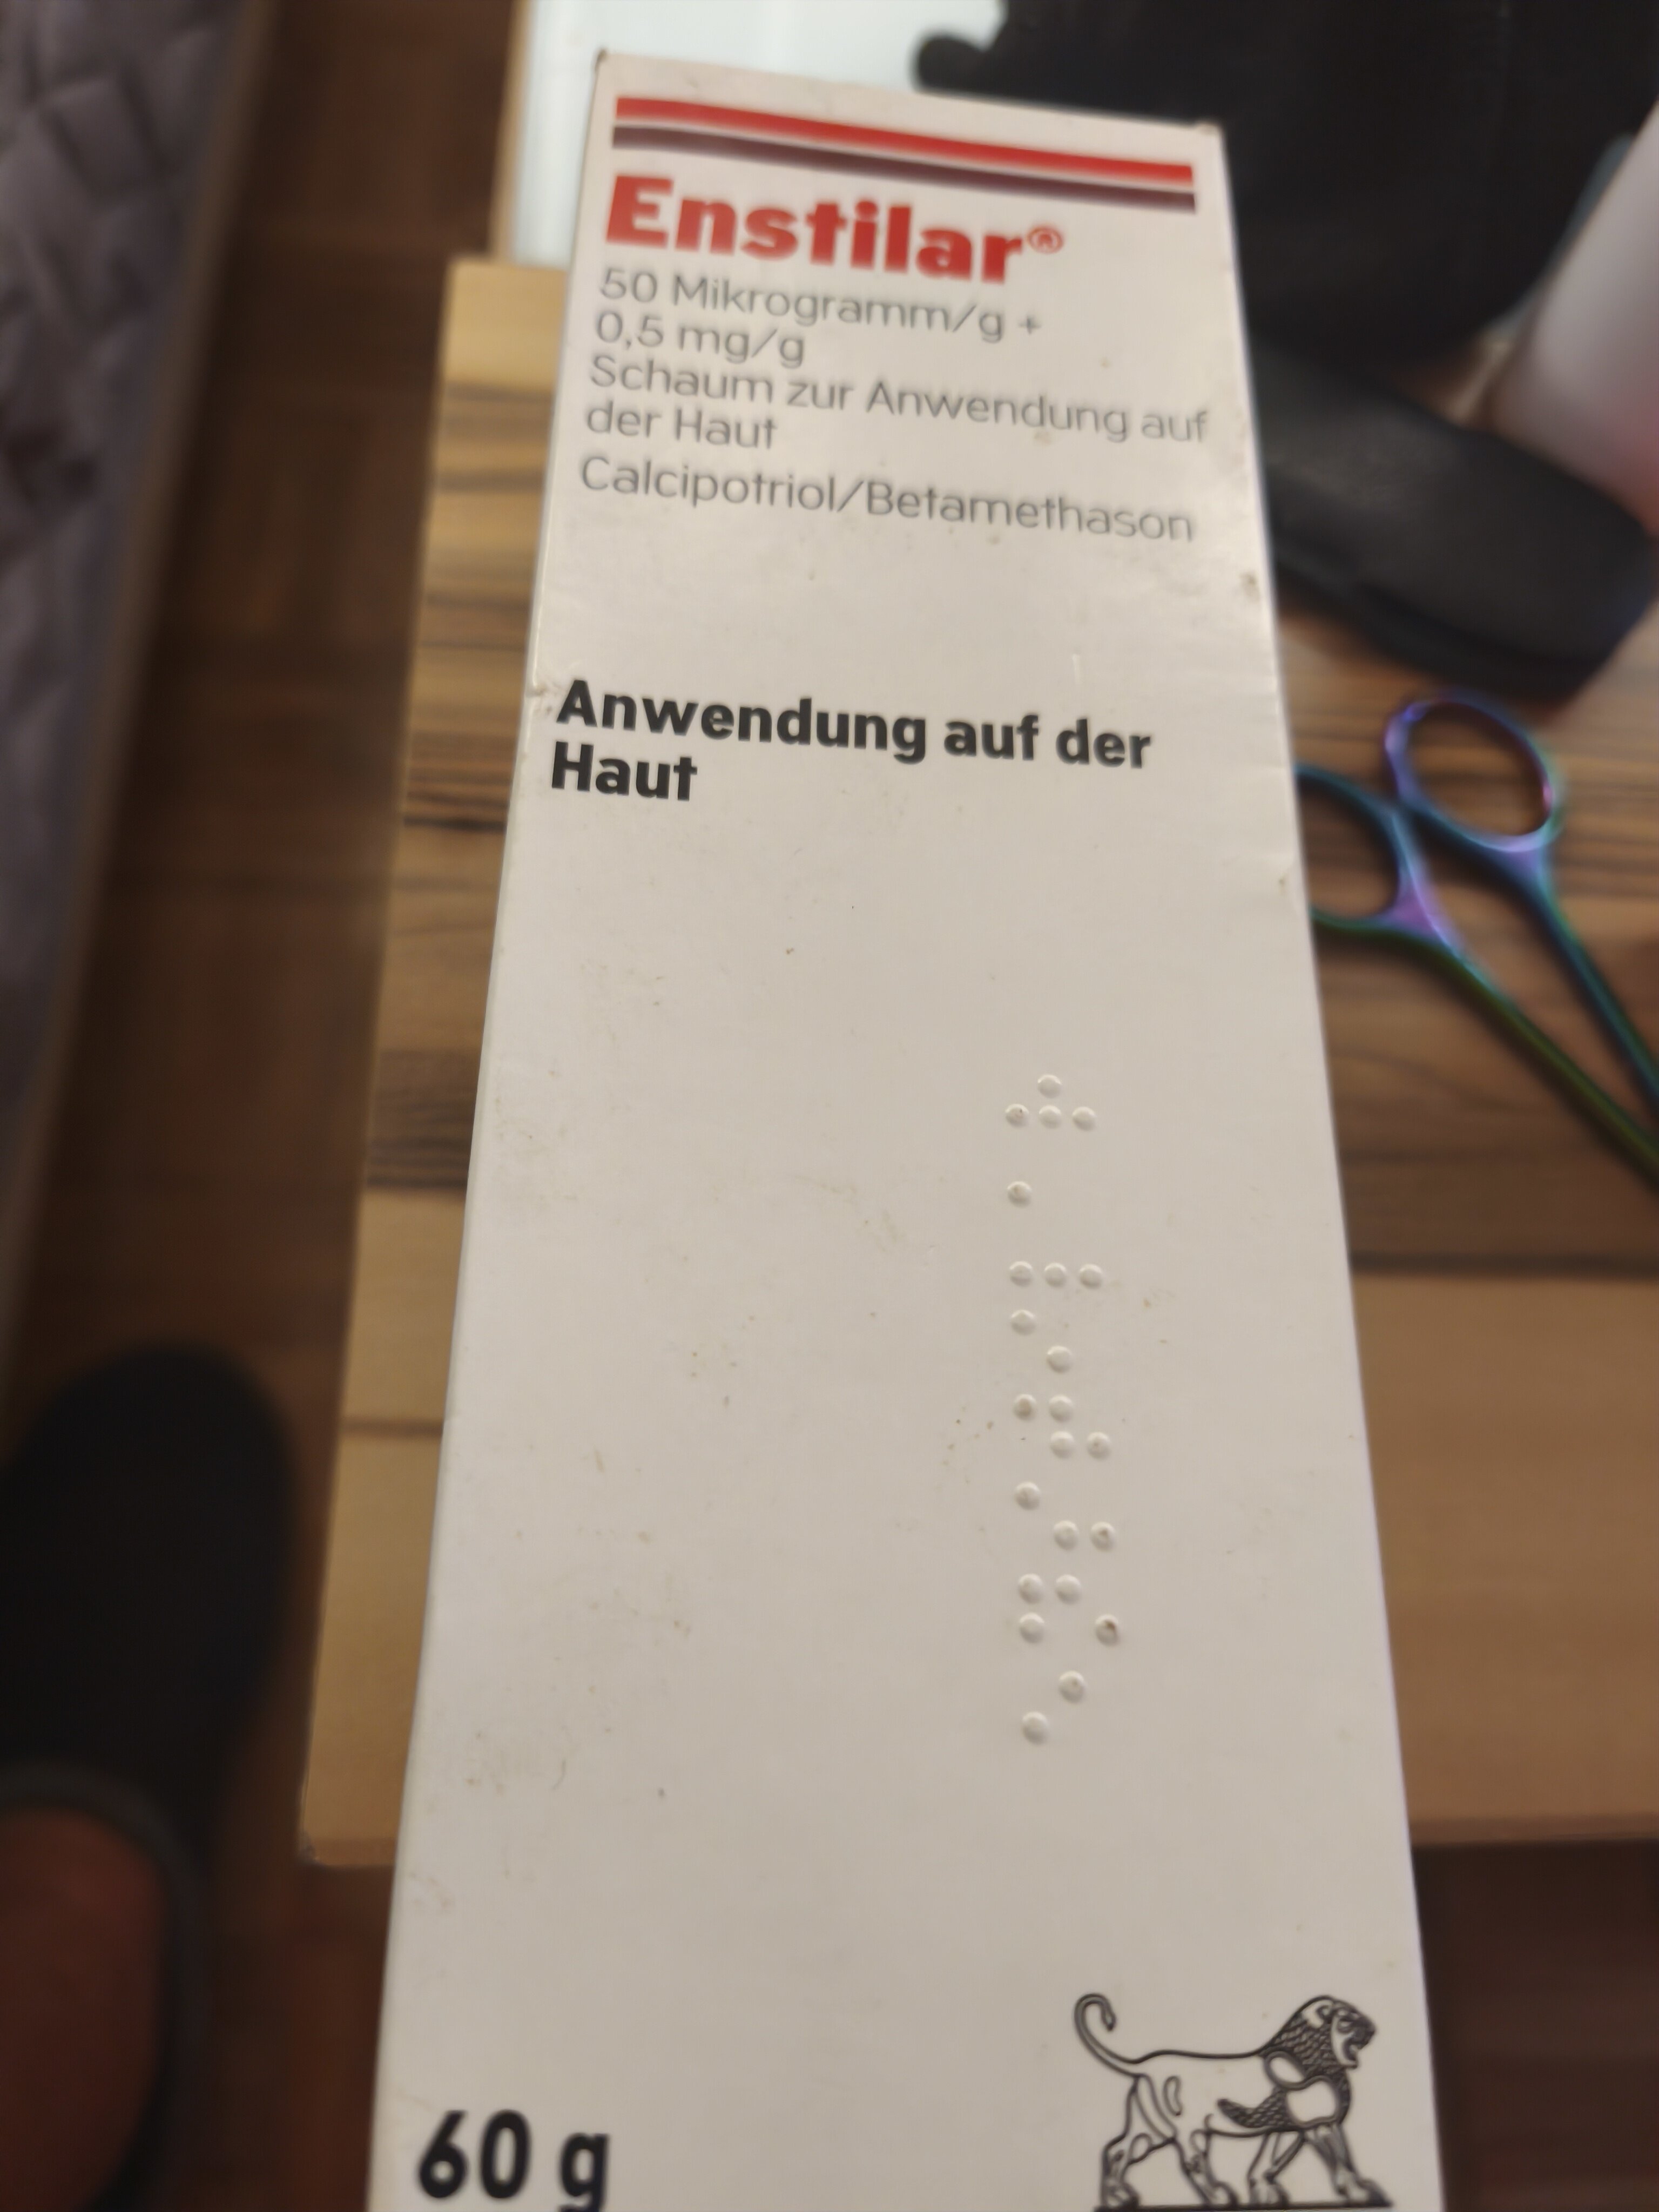 Enstilar®
50 Mikrogramm/g +
0,5 mg/g
Schaum zur Anwendung auf
der Haut
Calcipotriol/Betamethason
Anwendung auf der
Haut
60 g